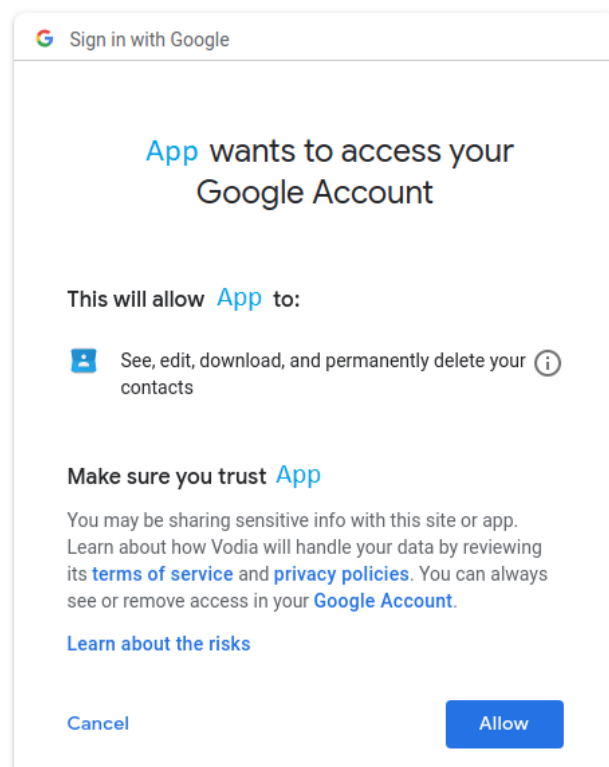 Sign in with Google
App wants to access your
Google Account
This will allow App to:
See, edit, download, and permanently delete your
contacts
Make sure you trust App
You may be sharing sensitive info with this site or app.
Learn about how Vodia will handle your data by reviewing
its terms of service and privacy policies. You can always
see or remove access in your Google Account.
Learn about the risks
Cancel
Allow